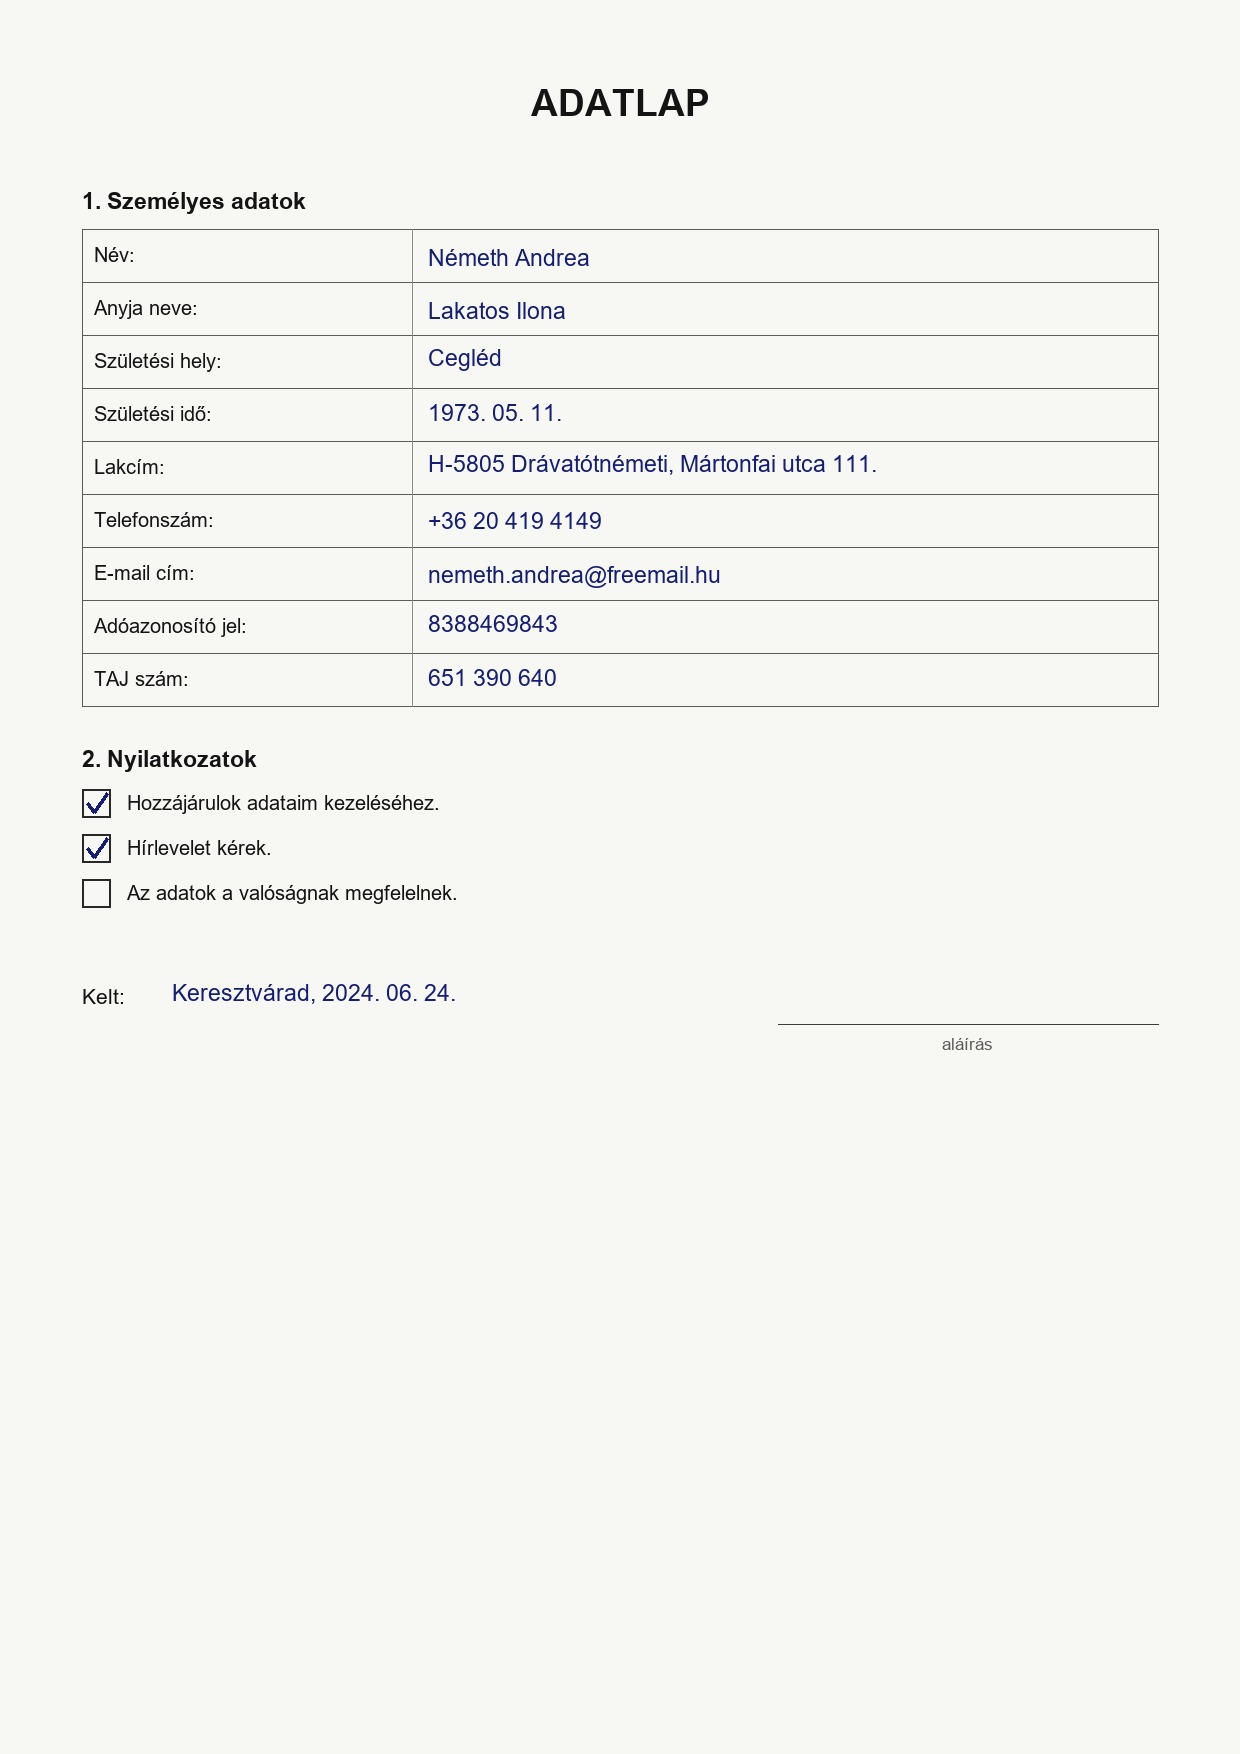 ADATLAP
1. Személyes adatok
Név: Németh Andrea
Anyja neve: Lakatos Ilona
Születési hely: Cegléd
Születési idő: 1973. 05. 11.
Lakcím: H-5805 Drávatótnémeti, Mártonfai utca 111.
Telefonszám: +36 20 419 4149
E-mail cím: nemeth.andrea@freemail.hu
Adóazonosító jel: 8388469843
TAJ szám: 651 390 640
2. Nyilatkozatok
Hozzájárulok adataim kezeléséhez.
Hírlevelet kérek.
Az adatok a valóságnak megfelelnek.
Kelt: Keresztvárad, 2024. 06. 24.
aláírás